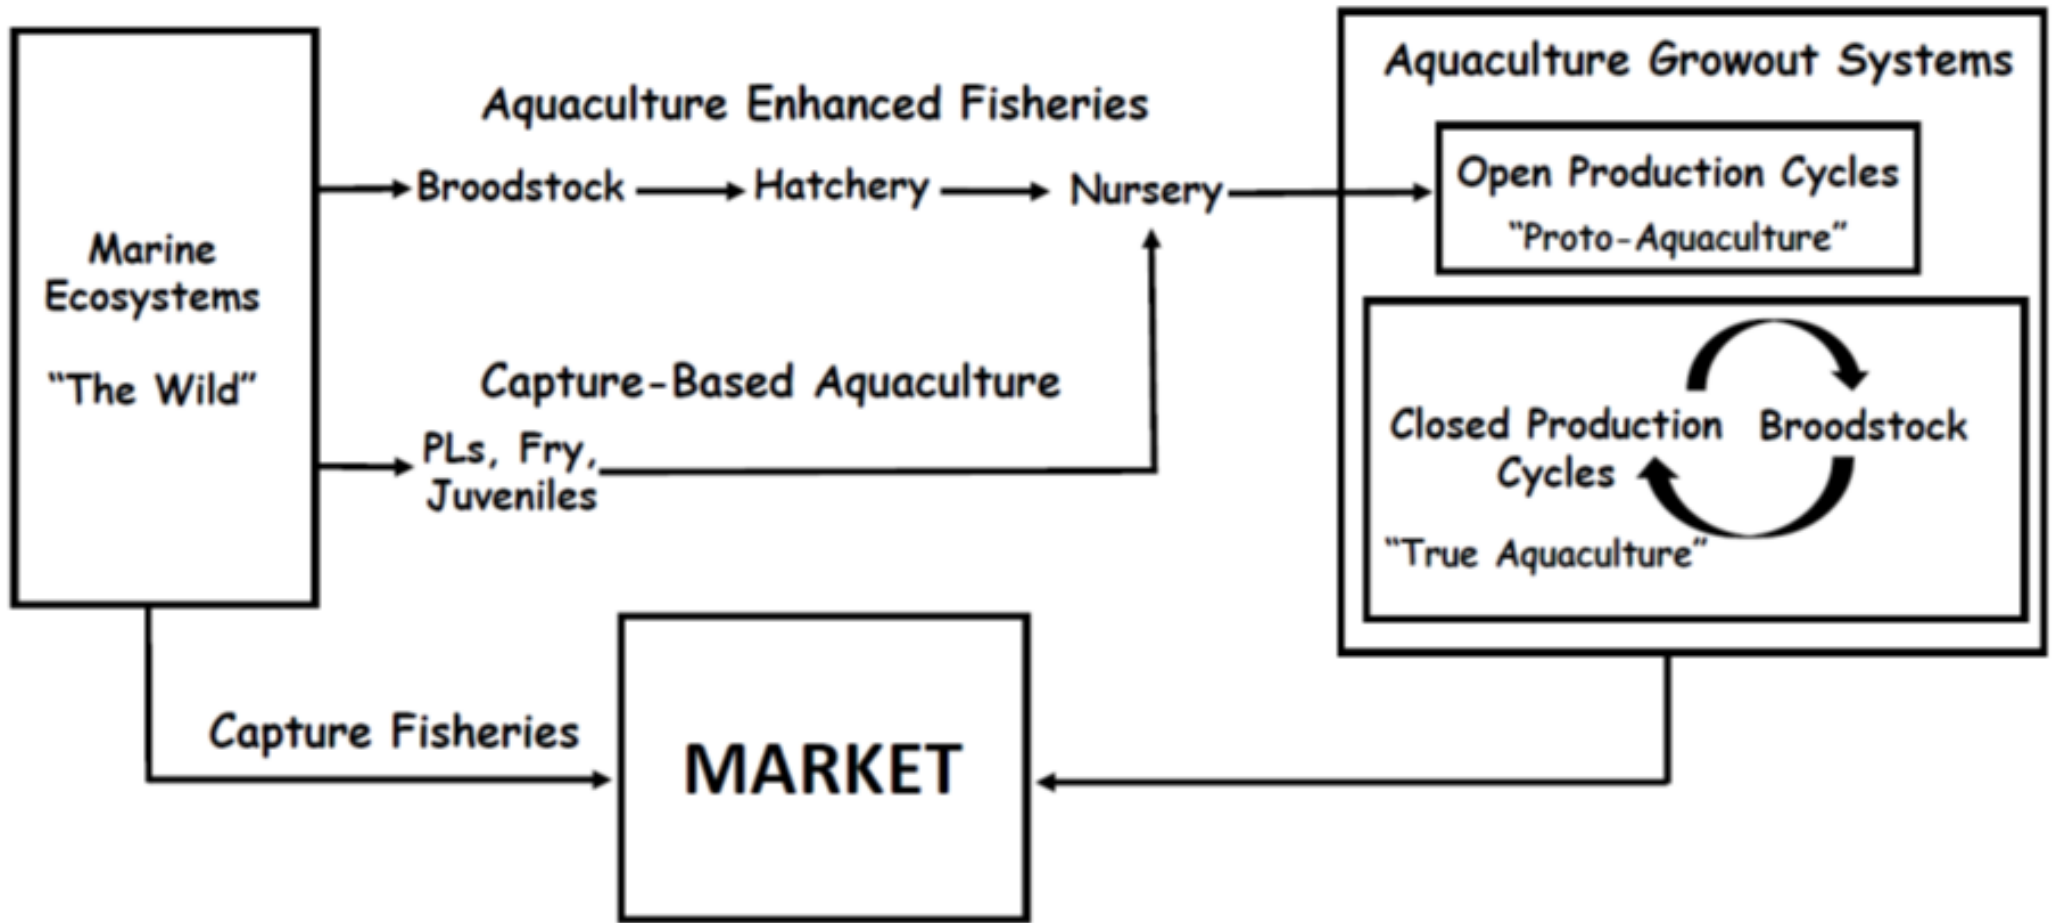 Marine
Ecosystems
“The Wild”
Aquaculture Enhanced Fisheries
Broodstock
Hatchery
Nursery
Capture-Based Aquaculture
PLs, Fry,
Juveniles
Aquaculture Growout Systems
Open Production Cycles
“Proto-Aquaculture”
Closed Production
Cycles
Broodstock
“True Aquaculture”
Capture Fisheries
MARKET